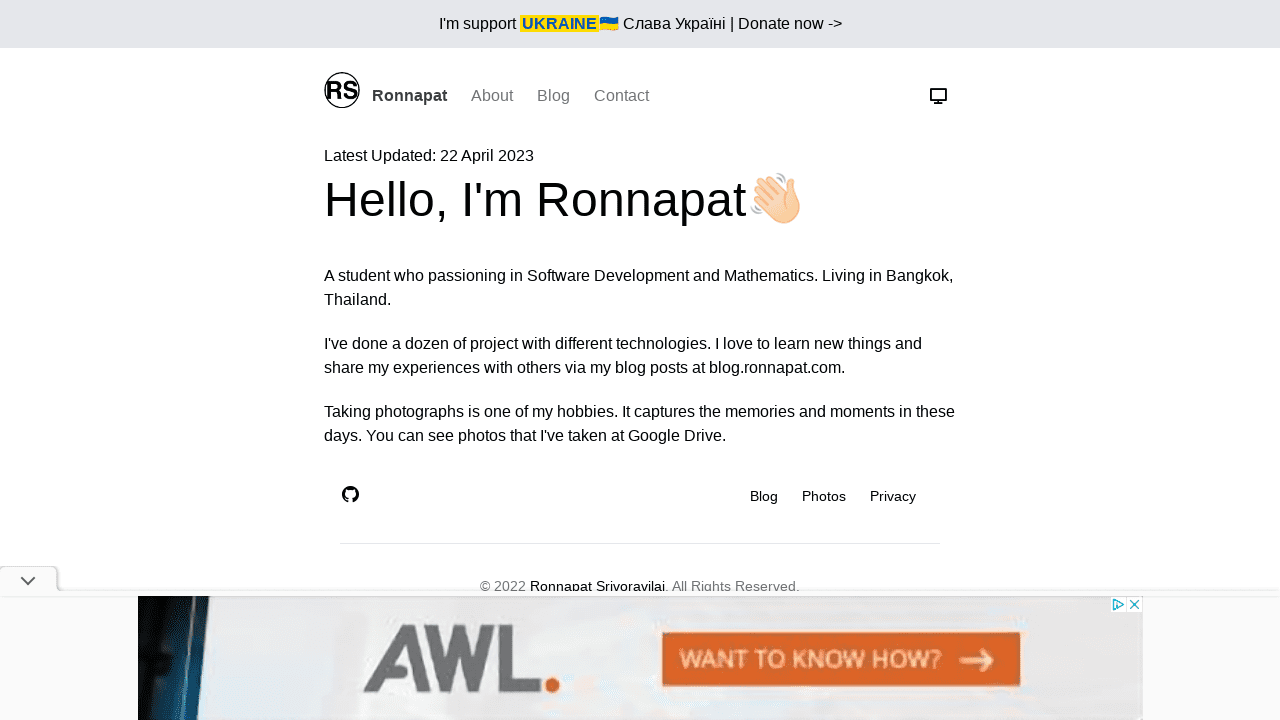 I'm support UKRAINE🇺🇦 Слава Україні | Donate now ->
RS Ronnapat About Blog Contact
Latest Updated: 22 April 2023
Hello, I'm Ronnapat👋🏻
A student who passioning in Software Development and Mathematics. Living in Bangkok,
Thailand.
I've done a dozen of project with different technologies. I love to learn new things and
share my experiences with others via my blog posts at blog.ronnapat.com.
Taking photographs is one of my hobbies. It captures the memories and moments in these
days. You can see photos that I've taken at Google Drive.
Blog Photos Privacy
© 2022 Ronnapat Srivoravilai. All Rights Reserved.
AWL. WANT TO KNOW HOW?